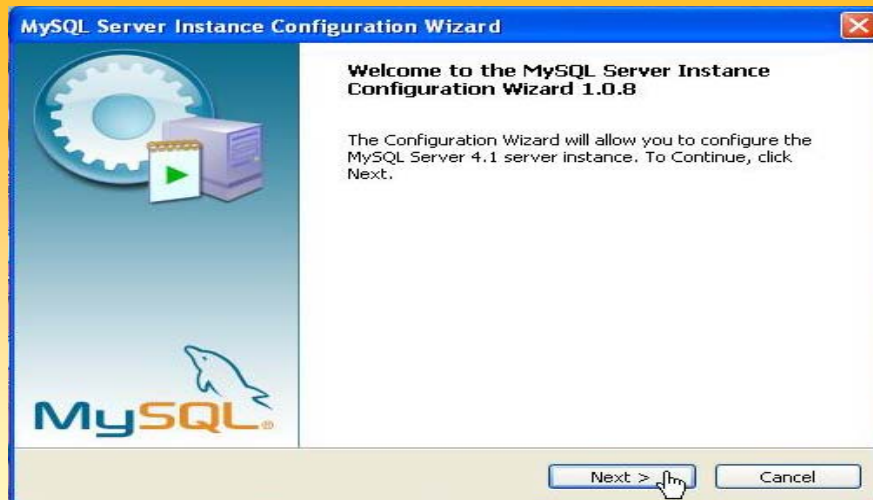 MySQL Server Instance Configuration Wizard
Welcome to the MySQL Server Instance
Configuration Wizard 1.0.8
The Configuration Wizard will allow you to configure the
MySQL Server 4.1 server instance. To Continue, click
Next.
MySQL®
Next >
Cancel